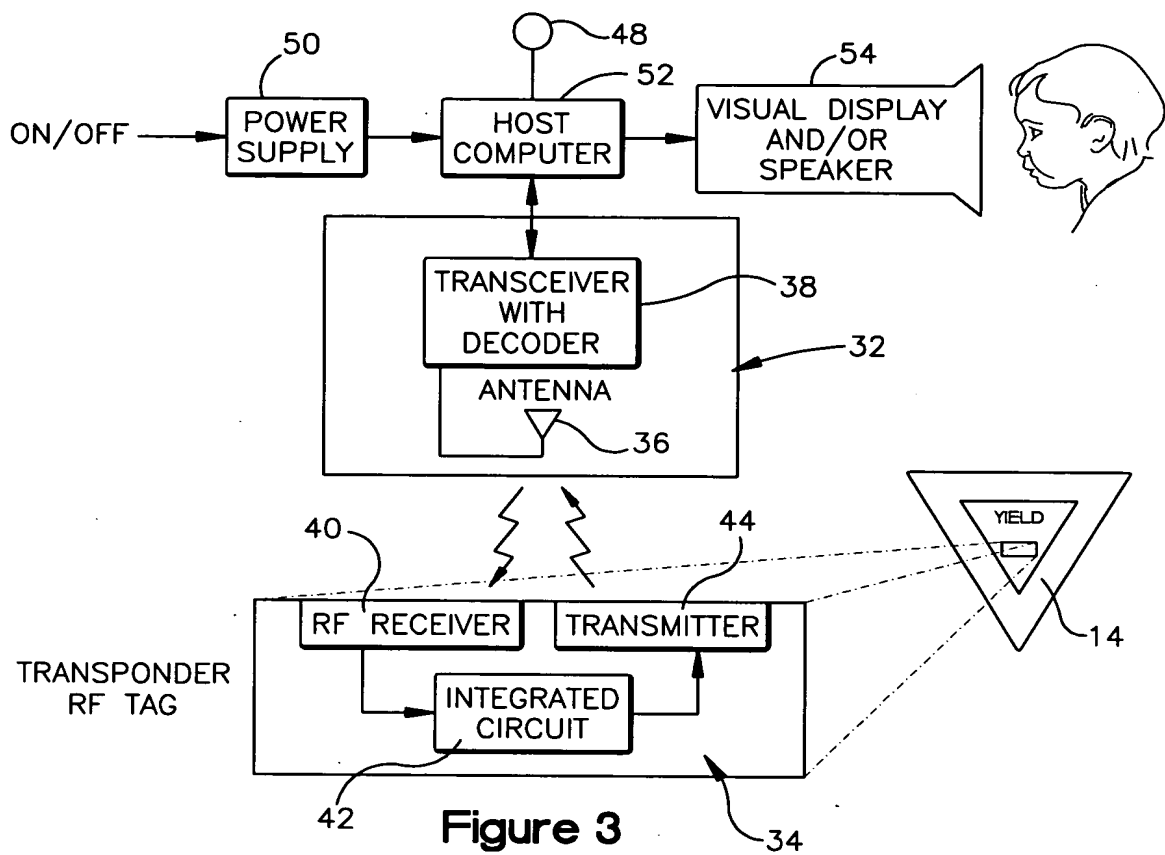 50
48
52
54
ON/OFF
POWER
SUPPLY
HOST
COMPUTER
VISUAL DISPLAY
AND/OR
SPEAKER
TRANSCEIVER
WITH
DECODER
38
32
ANTENNA
36
40
44
YIELD
14
RF RECEIVER
TRANSMITTER
TRANSPONDER
RF TAG
INTEGRATED
CIRCUIT
42
34
Figure 3